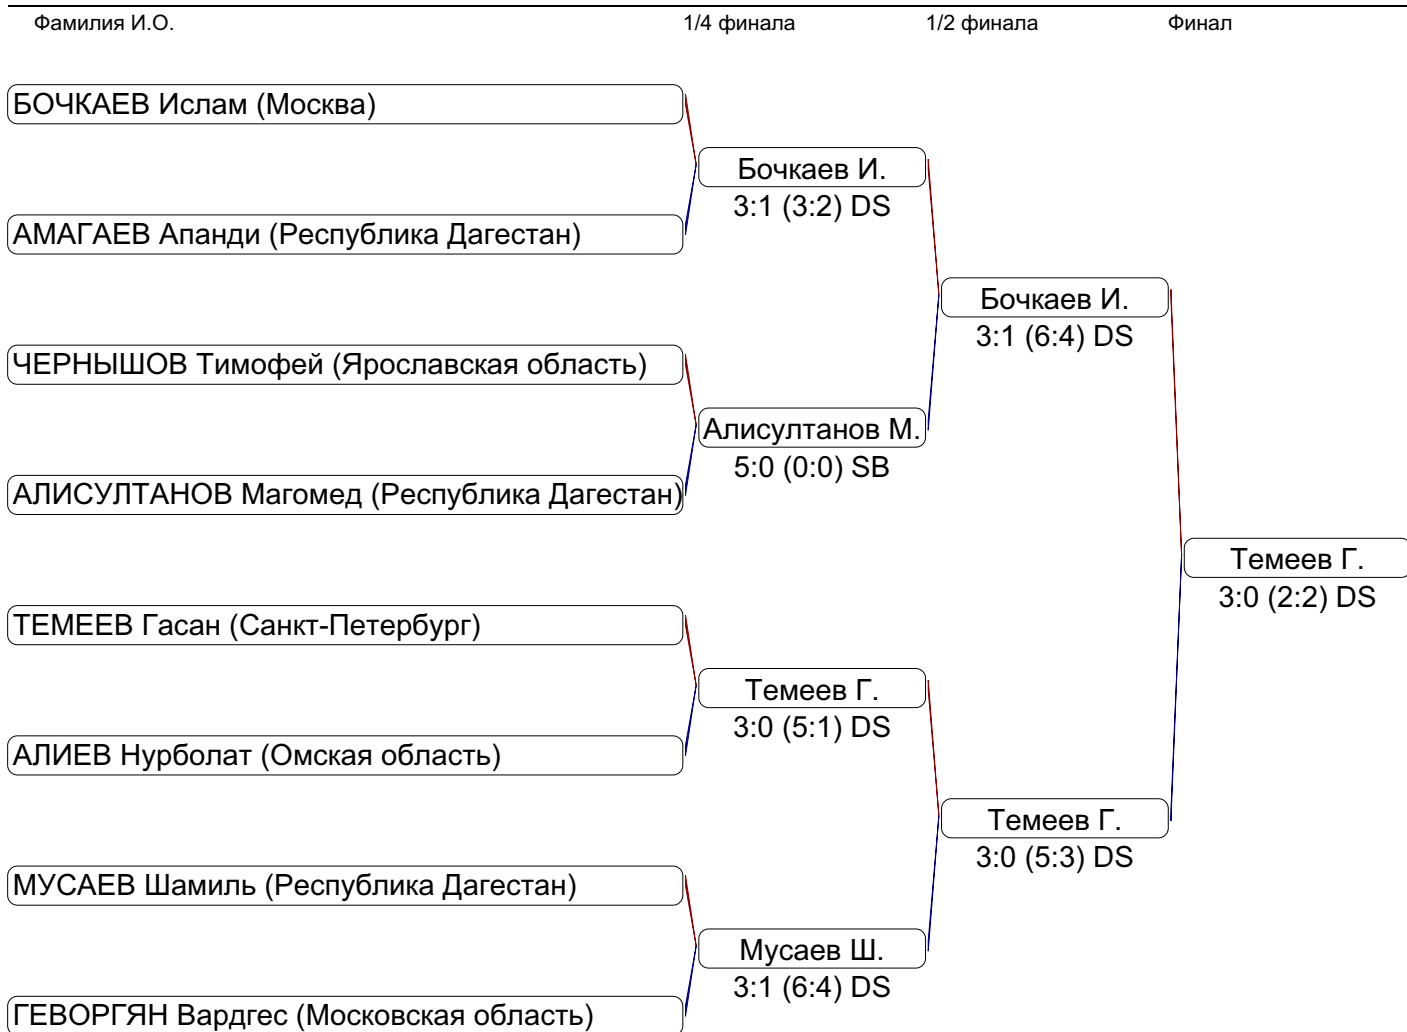 Фамилия И.О. 1/4 финала 1/2 финала Финал
БОЧКАЕВ Ислам (Москва)
Бочкаев И.
3:1 (3:2) DS
АМАГАЕВ Апанди (Республика Дагестан)
Бочкаев И.
3:1 (6:4) DS
ЧЕРНЫШОВ Тимофей (Ярославская область)
Алисултанов М.
5:0 (0:0) SB
АЛИСУЛТАНОВ Магомед (Республика Дагестан)
Темеев Г.
3:0 (2:2) DS
ТЕМЕЕВ Гасан (Санкт-Петербург)
Темеев Г.
3:0 (5:1) DS
АЛИЕВ Нурболат (Омская область)
Темеев Г.
3:0 (5:3) DS
МУСАЕВ Шамиль (Республика Дагестан)
Мусаев Ш.
3:1 (6:4) DS
ГЕВОРГЯН Вардгес (Московская область)